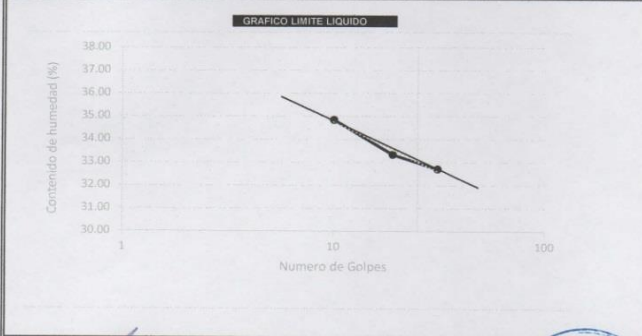 GRAFICO LIMITE LIQUIDO
38.00
37.00
36.00
35.00
34.00
33.00
32.00
31.00
30.00
Contenido de humedad (%)
1 10 100
Numero de Golpes